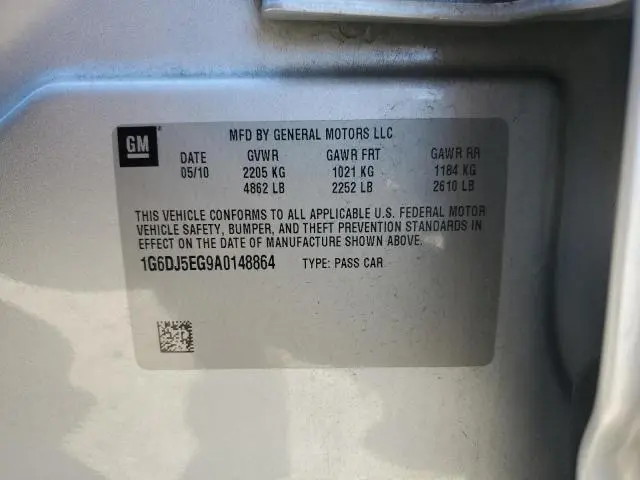 GM
MFD BY GENERAL MOTORS LLC
DATE GVWR GAWR FRT GAWR RR
05/10 2205 KG 1021 KG 1184 KG
4862 LB 2252 LB 2610 LB
THIS VEHICLE CONFORMS TO ALL APPLICABLE U.S. FEDERAL MOTOR
VEHICLE SAFETY, BUMPER, AND THEFT PREVENTION STANDARDS IN
EFFECT ON THE DATE OF MANUFACTURE SHOWN ABOVE.
1G6DJ5EG9A0148864 TYPE: PASS CAR